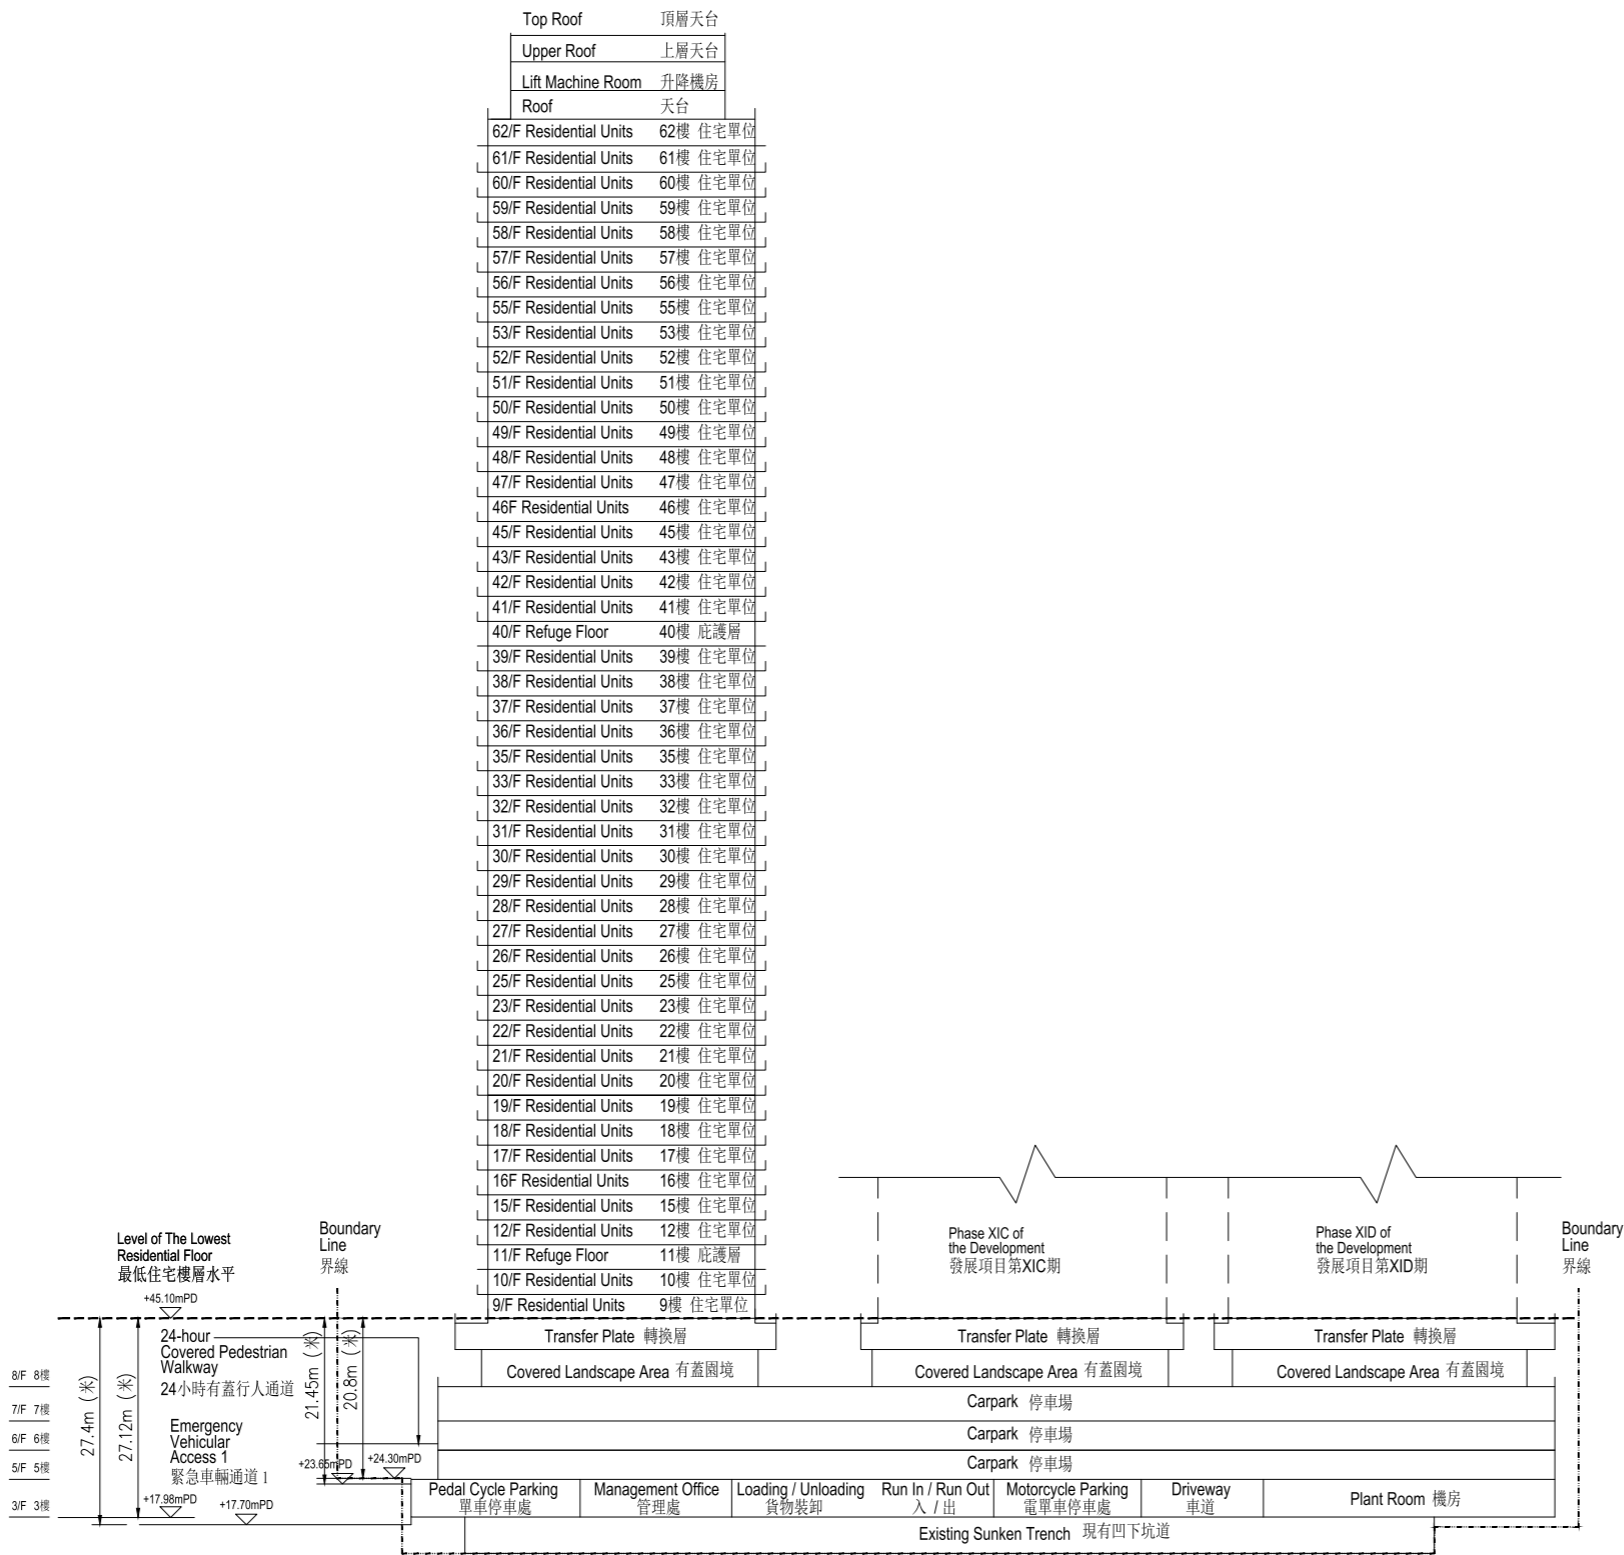 Top Roof 頂層天台
Upper Roof 上層天台
Lift Machine Room 升降機房
Roof 天台
62/F Residential Units 62樓 住宅單位
61/F Residential Units 61樓 住宅單位
60/F Residential Units 60樓 住宅單位
59/F Residential Units 59樓 住宅單位
58/F Residential Units 58樓 住宅單位
57/F Residential Units 57樓 住宅單位
56/F Residential Units 56樓 住宅單位
55/F Residential Units 55樓 住宅單位
53/F Residential Units 53樓 住宅單位
52/F Residential Units 52樓 住宅單位
51/F Residential Units 51樓 住宅單位
50/F Residential Units 50樓 住宅單位
49/F Residential Units 49樓 住宅單位
48/F Residential Units 48樓 住宅單位
47/F Residential Units 47樓 住宅單位
46F Residential Units 46樓 住宅單位
45/F Residential Units 45樓 住宅單位
43/F Residential Units 43樓 住宅單位
42/F Residential Units 42樓 住宅單位
41/F Residential Units 41樓 住宅單位
40/F Refuge Floor 40樓 庇護層
39/F Residential Units 39樓 住宅單位
38/F Residential Units 38樓 住宅單位
37/F Residential Units 37樓 住宅單位
36/F Residential Units 36樓 住宅單位
35/F Residential Units 35樓 住宅單位
33/F Residential Units 33樓 住宅單位
32/F Residential Units 32樓 住宅單位
31/F Residential Units 31樓 住宅單位
30/F Residential Units 30樓 住宅單位
29/F Residential Units 29樓 住宅單位
28/F Residential Units 28樓 住宅單位
27/F Residential Units 27樓 住宅單位
26/F Residential Units 26樓 住宅單位
25/F Residential Units 25樓 住宅單位
23/F Residential Units 23樓 住宅單位
22/F Residential Units 22樓 住宅單位
21/F Residential Units 21樓 住宅單位
20/F Residential Units 20樓 住宅單位
19/F Residential Units 19樓 住宅單位
18/F Residential Units 18樓 住宅單位
17/F Residential Units 17樓 住宅單位
16F Residential Units 16樓 住宅單位
15/F Residential Units 15樓 住宅單位
12/F Residential Units 12樓 住宅單位
11/F Refuge Floor 11樓 庇護層
10/F Residential Units 10樓 住宅單位
9/F Residential Units 9樓 住宅單位
Level of The Lowest
Residential Floor
最低住宅樓層水平
+45.10mPD
Boundary
Line
界線
Phase XIC of
the Development
發展項目第XIC期
Phase XID of
the Development
發展項目第XID期
Boundary
Line
界線
Transfer Plate 轉換層
Transfer Plate 轉換層
Transfer Plate 轉換層
24-hour
Covered Pedestrian
Walkway
24小時有蓋行人通道
Covered Landscape Area 有蓋園境
Covered Landscape Area 有蓋園境
Covered Landscape Area 有蓋園境
8/F 8樓
7/F 7樓
6/F 6樓
5/F 5樓
3/F 3樓
27.4m (米)
27.12m (米)
21.45m (米)
20.8m (米)
Emergency
Vehicular
Access 1
緊急車輛通道 1
+23.65mPD
+24.30mPD
+17.98mPD
+17.70mPD
Carpark 停車場
Carpark 停車場
Carpark 停車場
Pedal Cycle Parking
單車停車處
Management Office
管理處
Loading / Unloading
貨物裝卸
Run In / Run Out
入 / 出
Motorcycle Parking
電單車停車處
Driveway
車道
Plant Room 機房
Existing Sunken Trench 現有凹下坑道